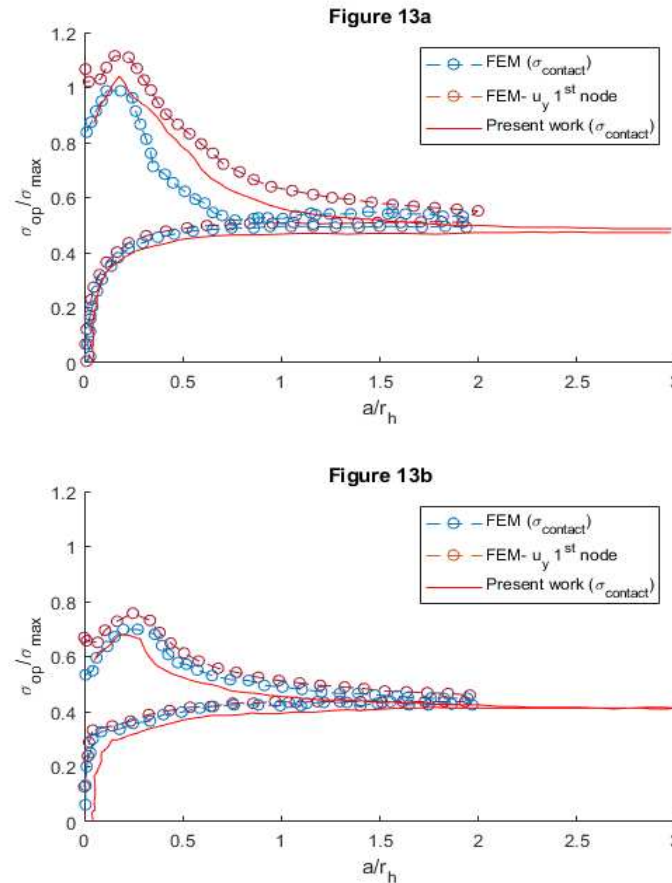 Figure 13a
1.2
1
0.8
0.6
0.4
0.2
0
σop/σmax
0
0.5
1
1.5
2
2.5
3
a/rh
FEM (σcontact)
FEM- uy 1st node
Present work (σcontact)
Figure 13b
1.2
1
0.8
0.6
0.4
0.2
0
σop/σmax
0
0.5
1
1.5
2
2.5
3
a/rh
FEM (σcontact)
FEM- uy 1st node
Present work (σcontact)